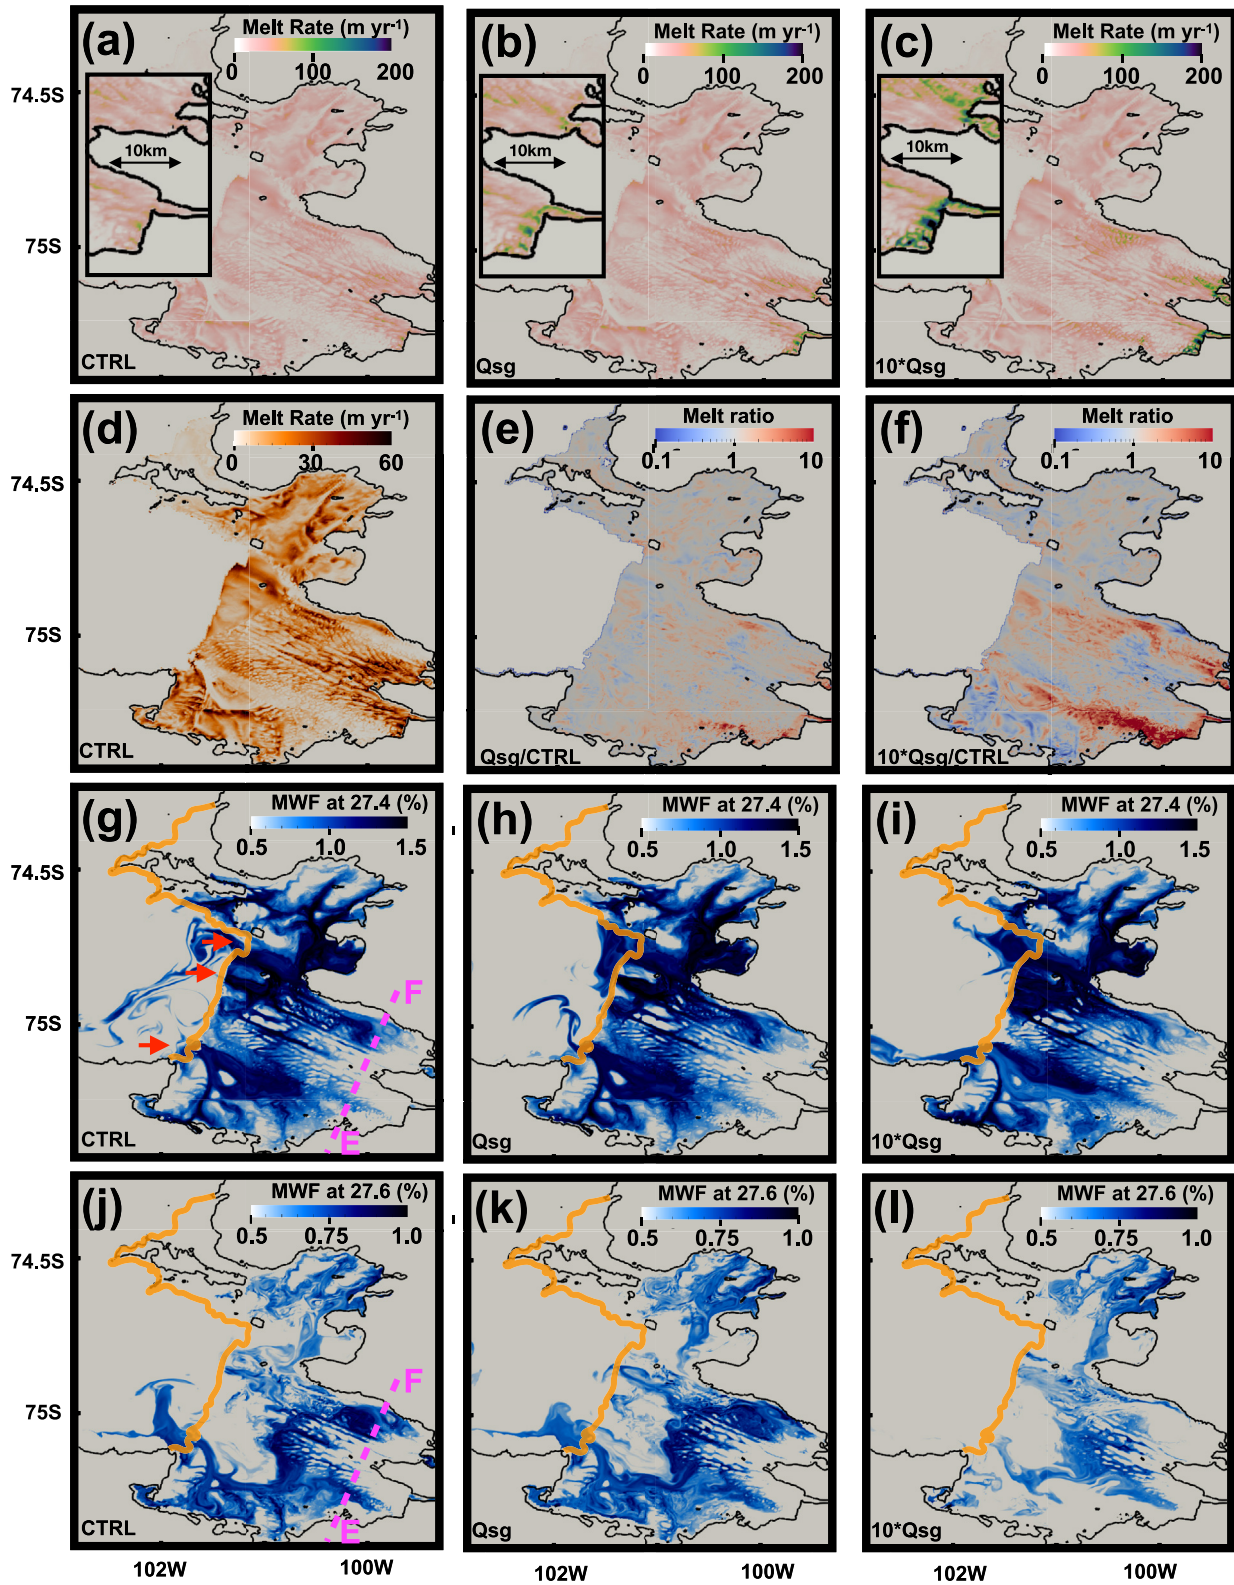 (a) Melt Rate (m yr-1)
0 100 200
10km
74.5S
75S
CTRL
(b) Melt Rate (m yr-1)
0 100 200
10km
Qsg
(c) Melt Rate (m yr-1)
0 100 200
10km
10*Qsg
(d) Melt Rate (m yr-1)
0 30 60
74.5S
75S
CTRL
(e) Melt ratio
0.1 1 10
Qsg/CTRL
(f) Melt ratio
0.1 1 10
10*Qsg/CTRL
(g) MWF at 27.4 (%)
0.5 1.0 1.5
74.5S
75S
F
E
CTRL
(h) MWF at 27.4 (%)
0.5 1.0 1.5
Qsg
(i) MWF at 27.4 (%)
0.5 1.0 1.5
10*Qsg
(j) MWF at 27.6 (%)
0.5 0.75 1.0
74.5S
75S
F
E
CTRL
(k) MWF at 27.6 (%)
0.5 0.75 1.0
Qsg
(l) MWF at 27.6 (%)
0.5 0.75 1.0
10*Qsg
102W 100W 102W 100W 102W 100W